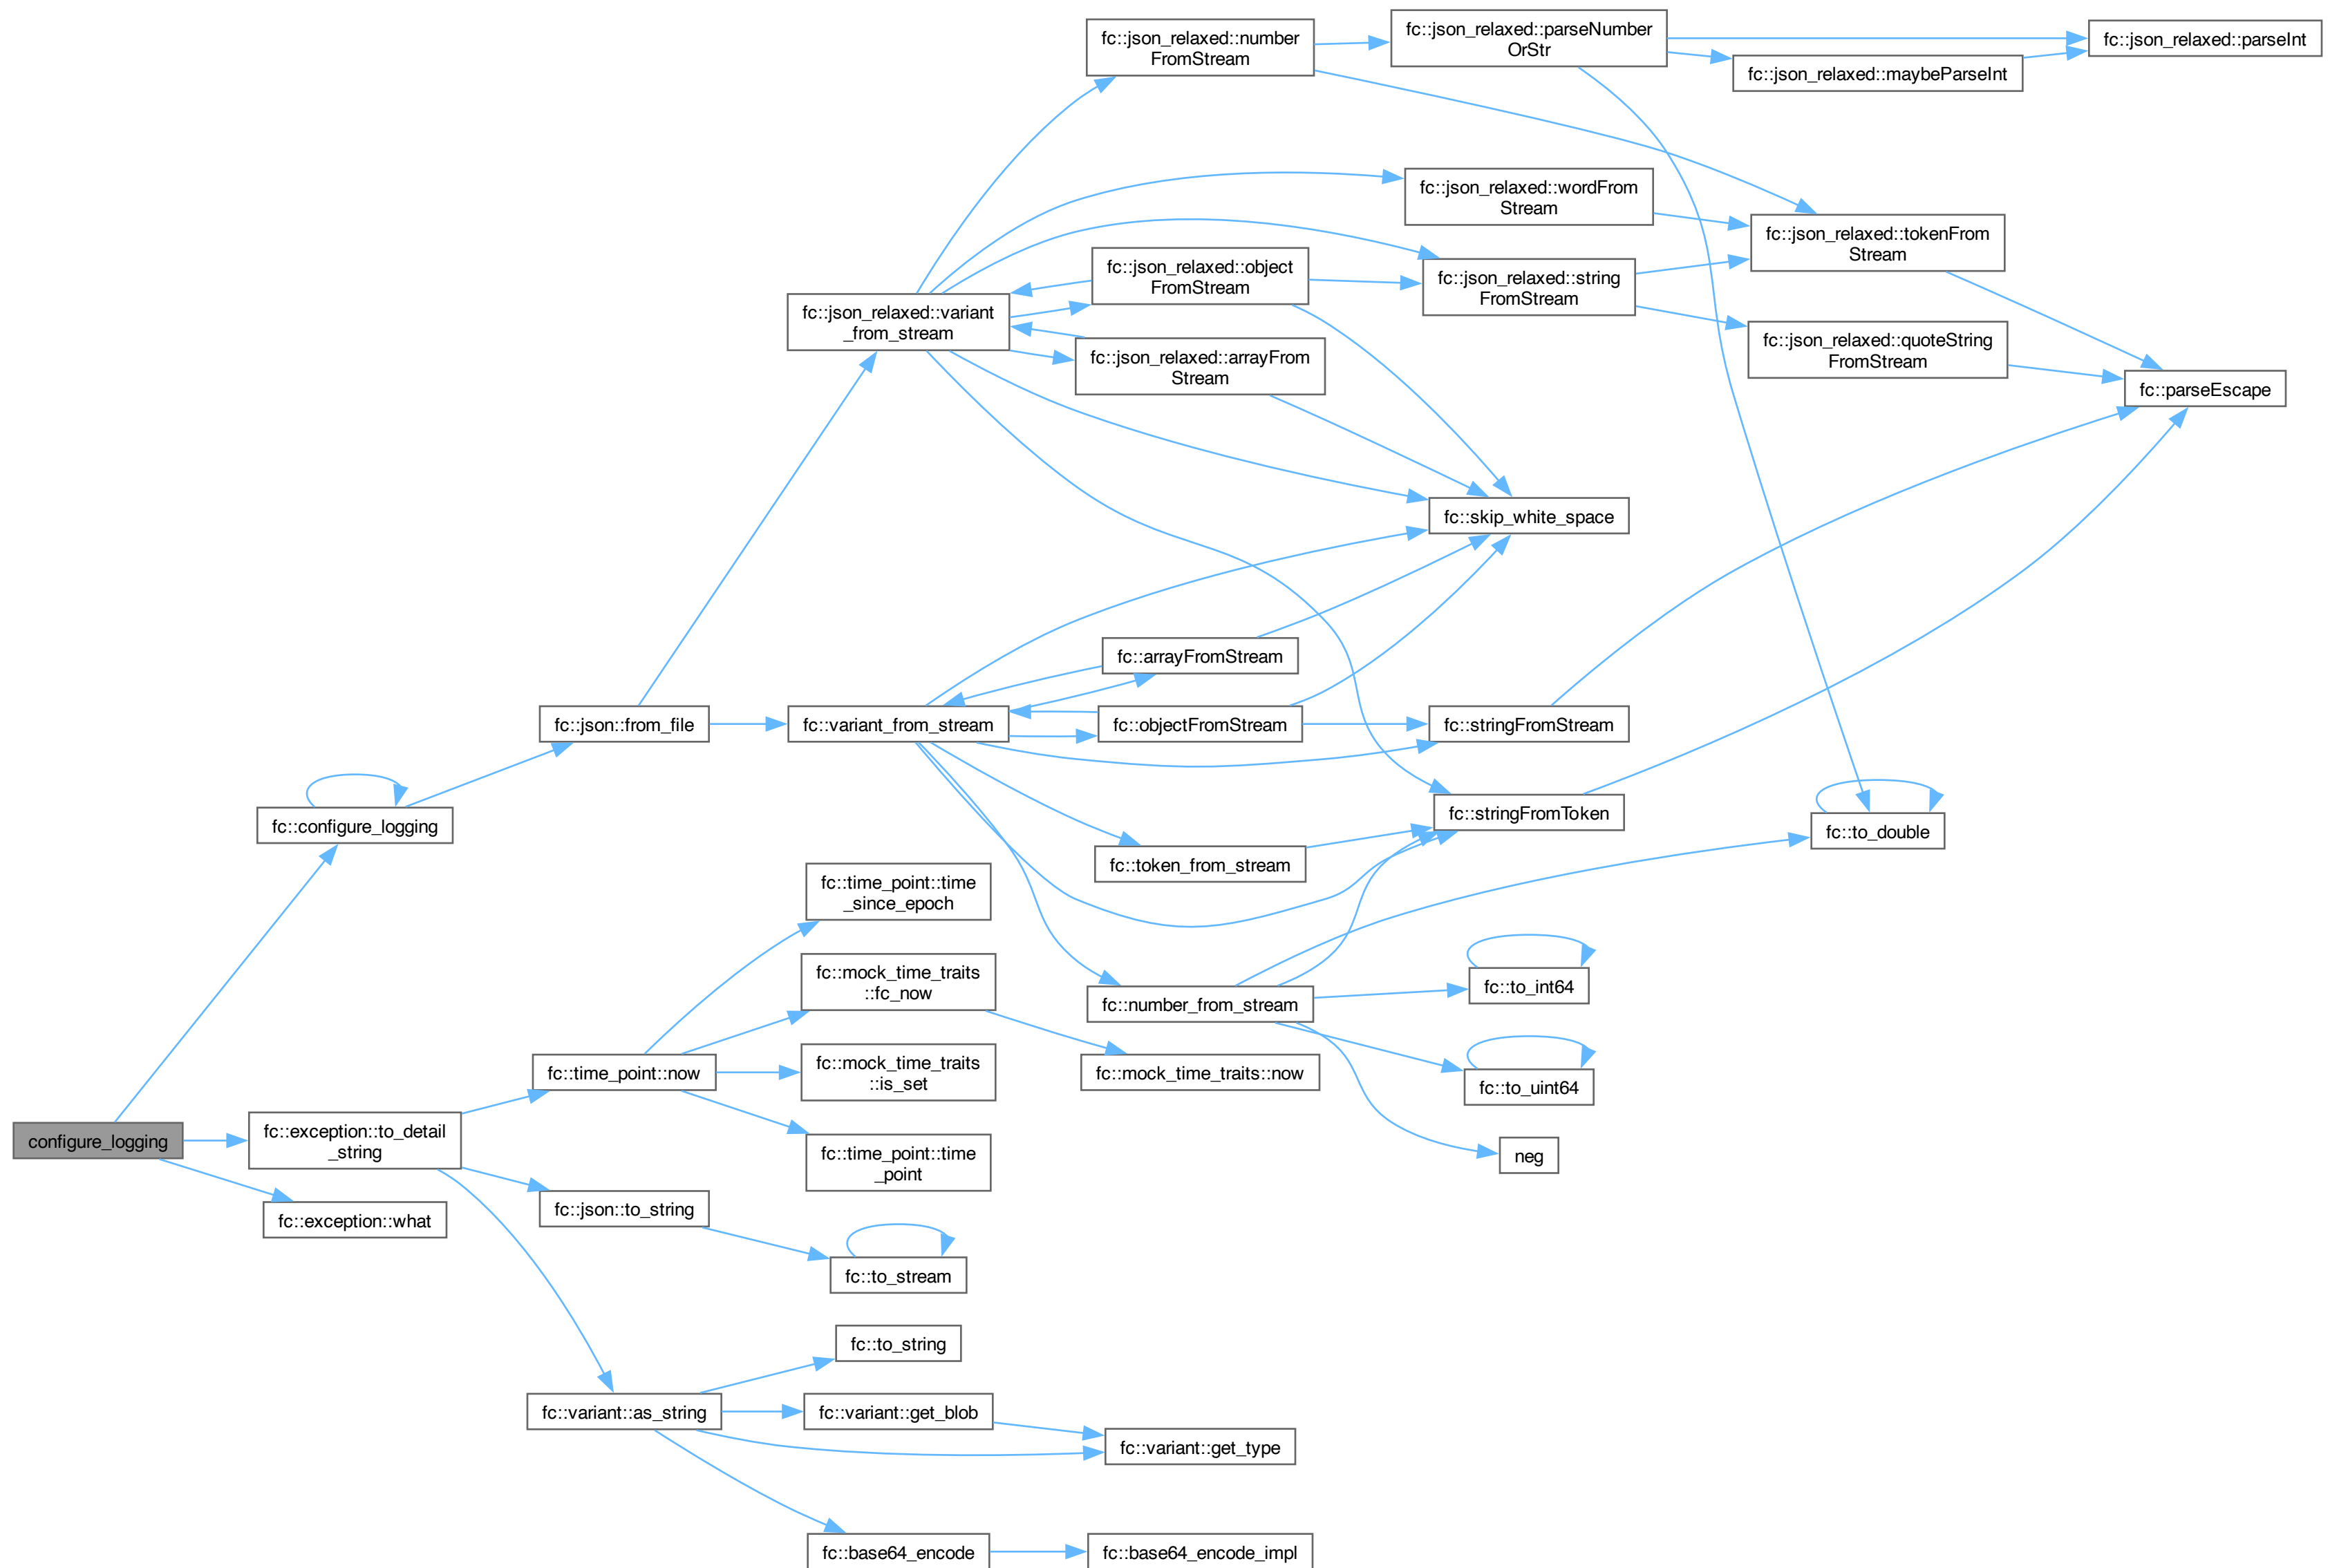 fc::json_relaxed::number
FromStream
fc::json_relaxed::parseNumber
OrStr
fc::json_relaxed::parseInt
fc::json_relaxed::maybeParseInt
fc::json_relaxed::wordFrom
Stream
fc::json_relaxed::tokenFrom
Stream
fc::json_relaxed::object
FromStream
fc::json_relaxed::string
FromStream
fc::json_relaxed::variant
_from_stream
fc::json_relaxed::arrayFrom
Stream
fc::json_relaxed::quoteString
FromStream
fc::parseEscape
fc::skip_white_space
fc::arrayFromStream
fc::json::from_file
fc::variant_from_stream
fc::objectFromStream
fc::stringFromStream
fc::configure_logging
fc::stringFromToken
fc::to_double
fc::token_from_stream
fc::time_point::time
_since_epoch
fc::mock_time_traits
::fc_now
fc::number_from_stream
fc::to_int64
fc::time_point::now
fc::mock_time_traits
::is_set
fc::mock_time_traits::now
fc::to_uint64
configure_logging
fc::exception::to_detail
_string
fc::time_point::time
_point
neg
fc::exception::what
fc::json::to_string
fc::to_stream
fc::to_string
fc::variant::as_string
fc::variant::get_blob
fc::variant::get_type
fc::base64_encode
fc::base64_encode_impl